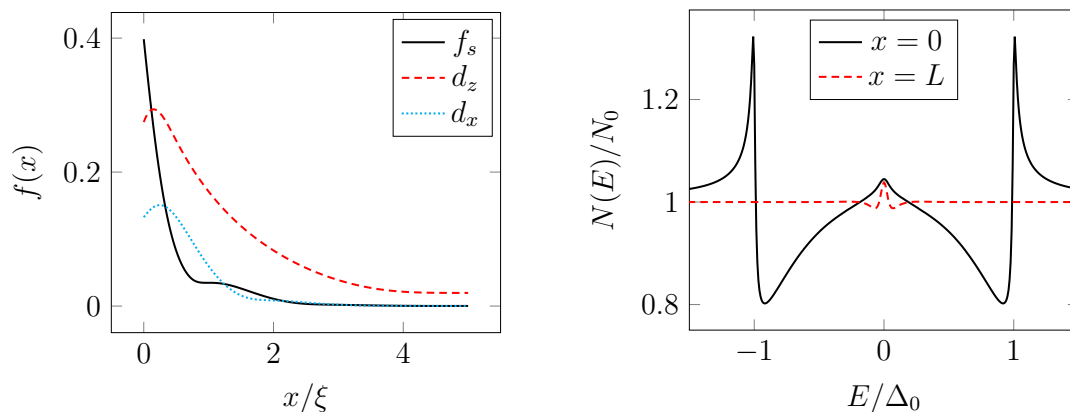 0.4
0.2
0
f(x)
0 2 4
x/ξ
f_s
d_z
d_x
1.2
1
0.8
N(E)/N_0
−1 0 1
E/Δ_0
x = 0
x = L